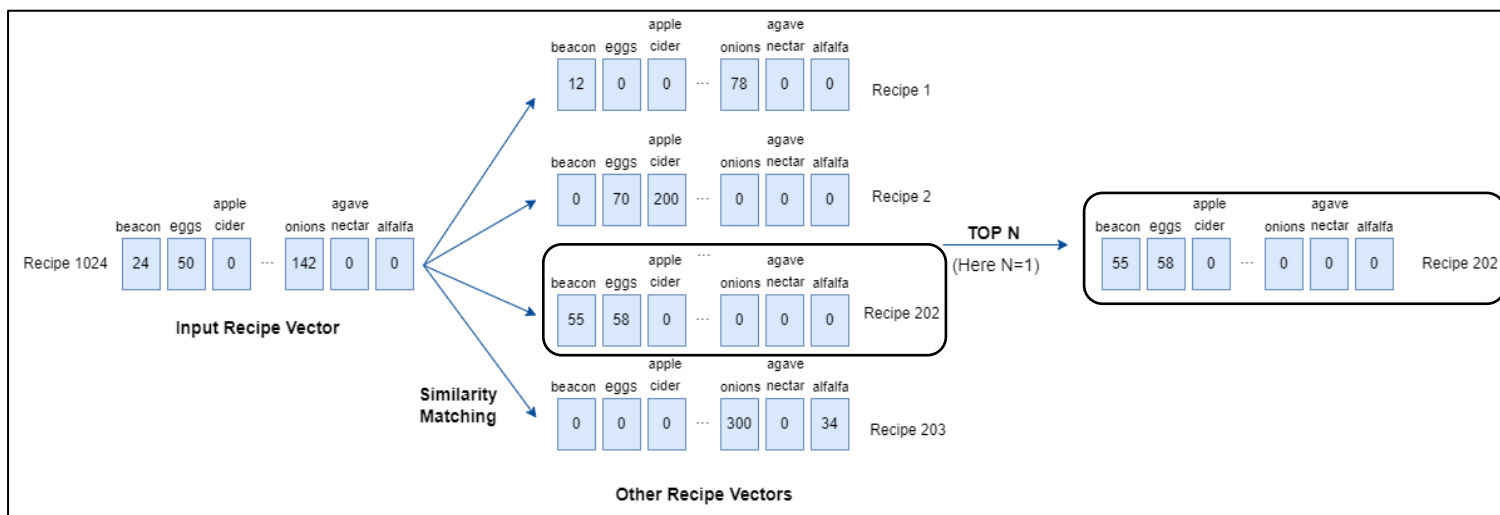 apple agave
beacon eggs cider onions nectar alfalfa
12 0 0 ... 78 0 0 Recipe 1
apple agave
beacon eggs cider onions nectar alfalfa
0 70 200 ... 0 0 0 Recipe 2
apple agave
beacon eggs cider onions nectar alfalfa
Recipe 1024 24 50 0 ... 142 0 0
Input Recipe Vector
...
apple agave
beacon eggs cider onions nectar alfalfa
55 58 0 ... 0 0 0 Recipe 202
apple agave
beacon eggs cider onions nectar alfalfa
0 0 0 ... 300 0 34 Recipe 203
Similarity
Matching
Other Recipe Vectors
TOP N
(Here N=1)
apple agave
beacon eggs cider onions nectar alfalfa
55 58 0 ... 0 0 0 Recipe 202